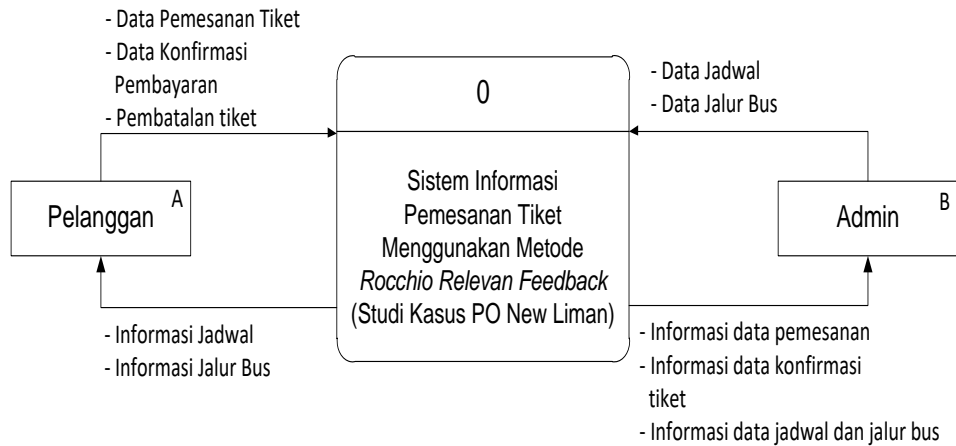 - Data Pemesanan Tiket
- Data Konfirmasi
Pembayaran
- Pembatalan tiket
0
- Data Jadwal
- Data Jalur Bus
Pelanggan
A
Sistem Informasi
Pemesanan Tiket
Menggunakan Metode
Rocchio Relevan Feedback
(Studi Kasus PO New Liman)
Admin
B
- Informasi Jadwal
- Informasi Jalur Bus
- Informasi data pemesanan
- Informasi data konfirmasi
tiket
- Informasi data jadwal dan jalur bus